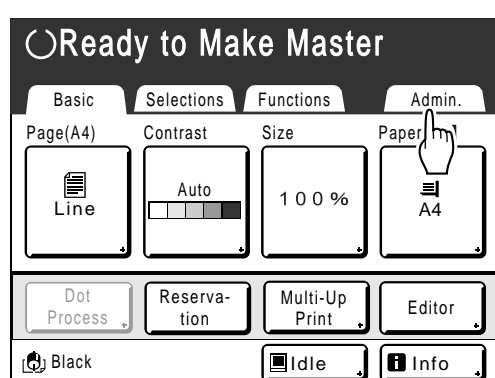 Ready to Make Master
Basic Selections Functions Admin.
Page(A4) Contrast Size Paper
Line Auto 100% A4
Dot Process Reserva-tion Multi-Up Print Editor
Black Idle Info